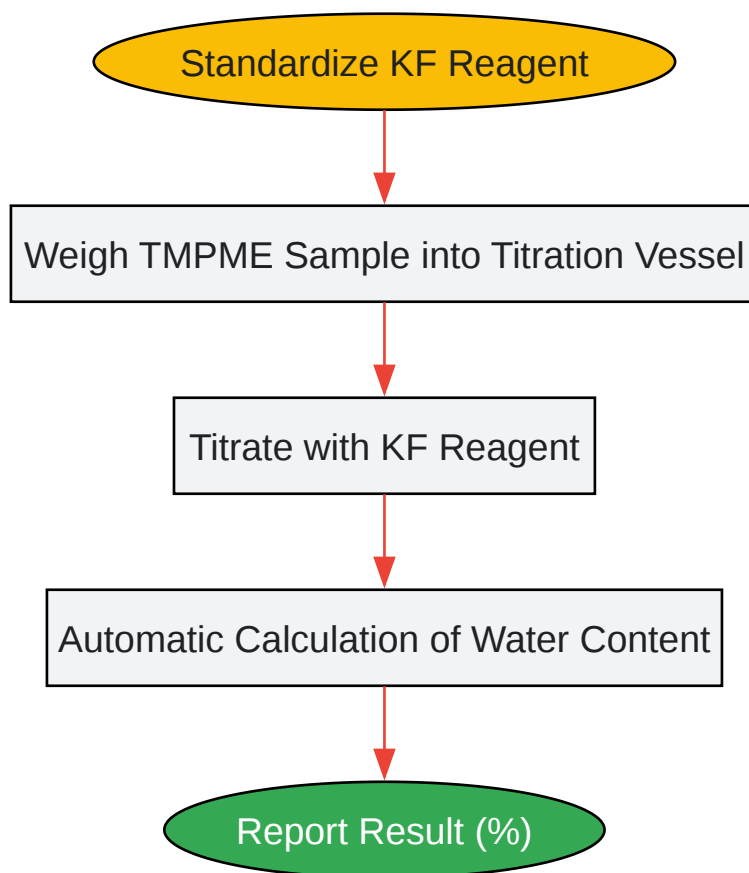 Standardize KF Reagent
Weigh TMPME Sample into Titration Vessel
Titrate with KF Reagent
Automatic Calculation of Water Content
Report Result (%)